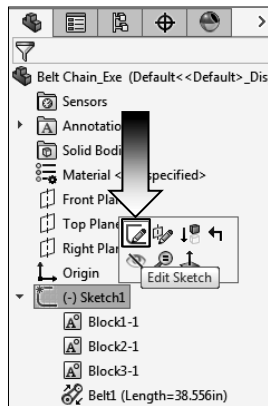 Belt Chain_Exe (Default<<Default>_Dis
Sensors
Annotatio
Solid Bodi
Material < specified>
Front Pla
Top Plane
Right Plan
Edit Sketch
Origin
(-) Sketch1
Block1-1
Block2-1
Block3-1
Belt1 (Length=38.556in)